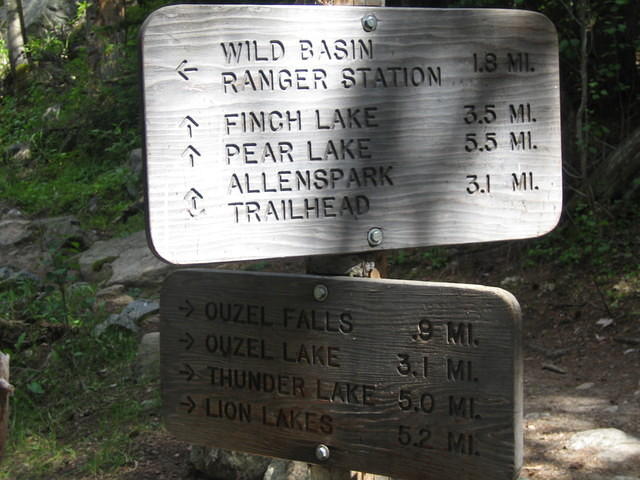 ← WILD BASIN
RANGER STATION 1.8 MI.
↑ FINCH LAKE 3.5 MI.
↑ PEAR LAKE 5.5 MI.
↑ ALLENSPARK
TRAILHEAD 3.1 MI.
→ OUZEL FALLS .9 MI.
→ OUZEL LAKE 3.1 MI.
→ THUNDER LAKE 5.0 MI.
→ LION LAKES 5.2 MI.